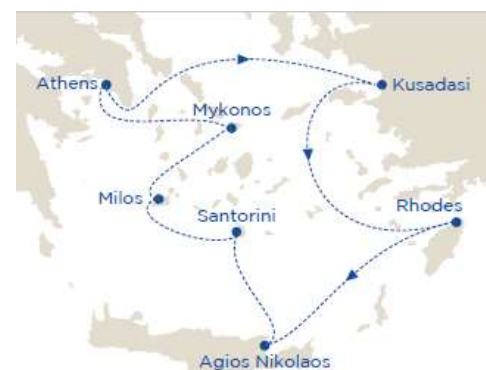 Athens
Kusadasi
Mykonos
Milos
Santorini
Rhodes
Agios Nikolaos